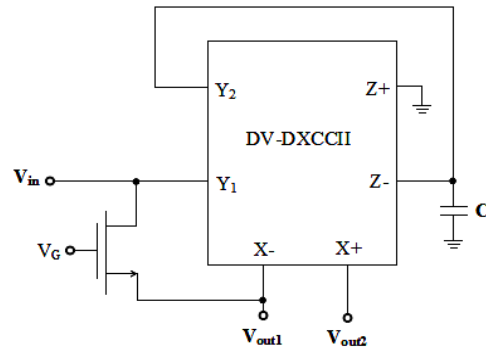 Y2
Z+
DV-DXCCII
Vin
Y1
Z-
C
VG
X-
X+
Vout1
Vout2